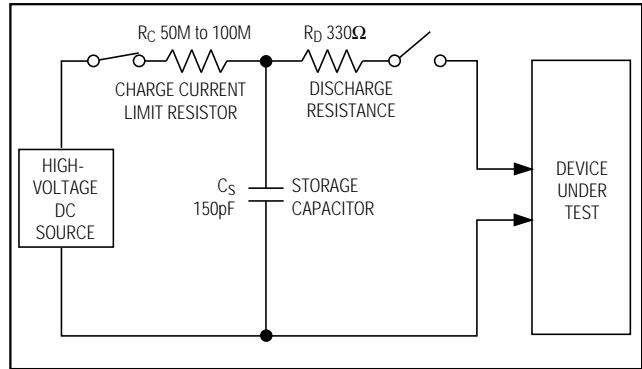 RC 50M to 100M
RD 330Ω
CHARGE CURRENT
LIMIT RESISTOR
DISCHARGE
RESISTANCE
HIGH-
VOLTAGE
DC
SOURCE
CS
150pF
STORAGE
CAPACITOR
DEVICE
UNDER
TEST